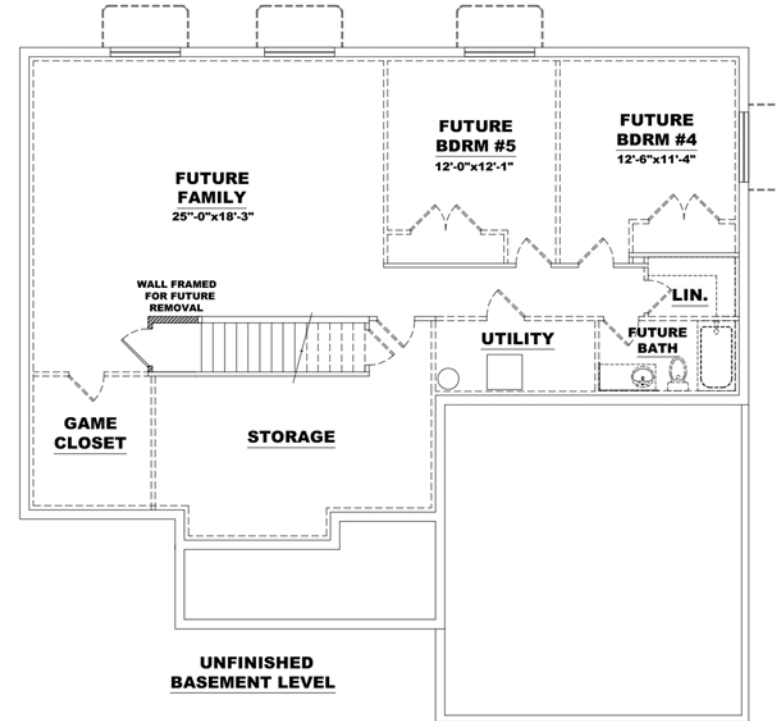 FUTURE
BDRM #5
12'-0"x12'-1"
FUTURE
BDRM #4
12'-6"x11'-4"
FUTURE
FAMILY
25"-0"x18'-3"
WALL FRAMED
FOR FUTURE
REMOVAL
LIN.
UTILITY
FUTURE
BATH
GAME
CLOSET
STORAGE
UNFINISHED
BASEMENT LEVEL